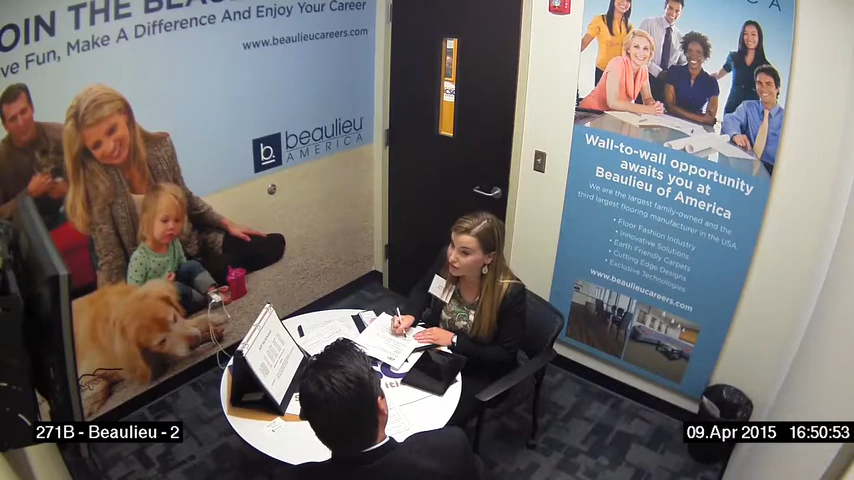 OIN THE BEA
ve Fun, Make A Difference And Enjoy Your Career
www.beaulieucareers.com
b.
beaulieu
AMERICA
CA
Wall-to-wall opportunity
awaits you at
Beaulieu of America
We are the largest family-owned and the
third largest flooring manufacturer in the USA.
• Floor Fashion Industry
• Innovative Solutions
• Earth Friendly Carpets
• Cutting Edge Designs
• Exclusive Technologies
www.beaulieucareers.com
271B - Beaulieu - 2
09.Apr 2015 16:50:53